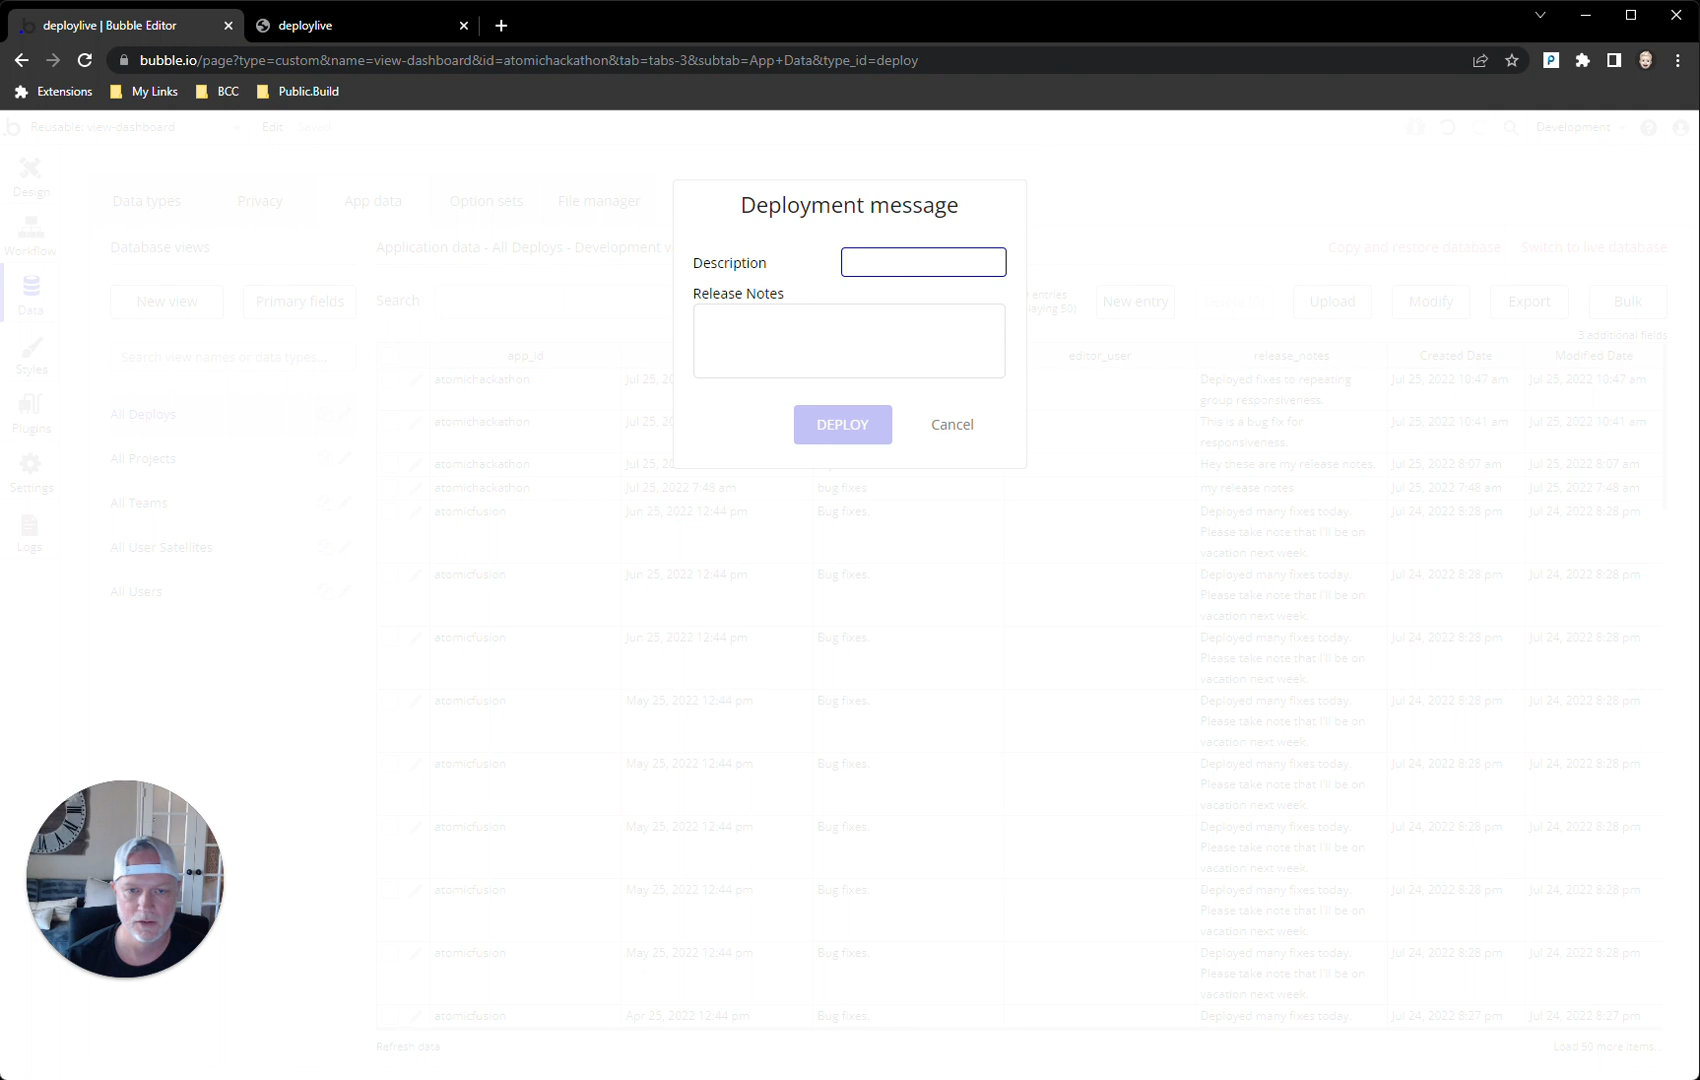 deploylive | Bubble Editor
deploylive
bubble.io/page?type=custom&name=view-dashboard&id=atomichackathon&tab=tabs-3&subtab=App+Data&type_id=deploy
Extensions My Links BCC Public.Build
Reusable: view-dashboard Edit Saved Development
Design
Workflow
Data
Styles
Plugins
Settings
Logs
Data types Privacy App data Option sets File manager
Database views
New view Primary fields
Search view names or data types...
All Deploys
All Projects
All Teams
All User Satellites
All Users
Application data - All Deploys - Development v
Copy and restore database Switch to live database
Search
entries
laying 50)
New entry Upload Modify Export Bulk
3 additional fields
Deployment message
Description
Release Notes
DEPLOY Cancel
app_id editor_user release_notes Created Date Modified Date
atomichackathon Jul 25, 20 Deployed fixes to repeating Jul 25, 2022 10:47 am Jul 25, 2022 10:47 am
group responsiveness.
atomichackathon Jul 25, 20 This is a bug fix for Jul 25, 2022 10:41 am Jul 25, 2022 10:41 am
responsiveness.
atomichackathon Jul 25, 20 Hey these are my release notes. Jul 25, 2022 8:07 am Jul 25, 2022 8:07 am
atomichackathon Jul 25, 2022 7:48 am bug fixes my release notes Jul 25, 2022 7:48 am Jul 25, 2022 7:48 am
atomicfusion Jun 25, 2022 12:44 pm Bug fixes. Deployed many fixes today. Jul 24, 2022 8:28 pm Jul 24, 2022 8:28 pm
Please take note that I'll be on
vacation next week.
atomicfusion Jun 25, 2022 12:44 pm Bug fixes. Deployed many fixes today. Jul 24, 2022 8:28 pm Jul 24, 2022 8:28 pm
Please take note that I'll be on
vacation next week.
atomicfusion Jun 25, 2022 12:44 pm Bug fixes. Deployed many fixes today. Jul 24, 2022 8:28 pm Jul 24, 2022 8:28 pm
Please take note that I'll be on
vacation next week.
atomicfusion May 25, 2022 12:44 pm Bug fixes. Deployed many fixes today. Jul 24, 2022 8:28 pm Jul 24, 2022 8:28 pm
Please take note that I'll be on
vacation next week.
atomicfusion May 25, 2022 12:44 pm Bug fixes. Deployed many fixes today. Jul 24, 2022 8:28 pm Jul 24, 2022 8:28 pm
Please take note that I'll be on
vacation next week.
atomicfusion May 25, 2022 12:44 pm Bug fixes. Deployed many fixes today. Jul 24, 2022 8:28 pm Jul 24, 2022 8:28 pm
Please take note that I'll be on
vacation next week.
atomicfusion May 25, 2022 12:44 pm Bug fixes. Deployed many fixes today. Jul 24, 2022 8:28 pm Jul 24, 2022 8:28 pm
Please take note that I'll be on
vacation next week.
atomicfusion May 25, 2022 12:44 pm Bug fixes. Deployed many fixes today. Jul 24, 2022 8:28 pm Jul 24, 2022 8:28 pm
Please take note that I'll be on
vacation next week.
atomicfusion Apr 25, 2022 12:44 pm Bug fixes. Deployed many fixes today. Jul 24, 2022 8:27 pm Jul 24, 2022 8:27 pm
Refresh data Load 50 more items...